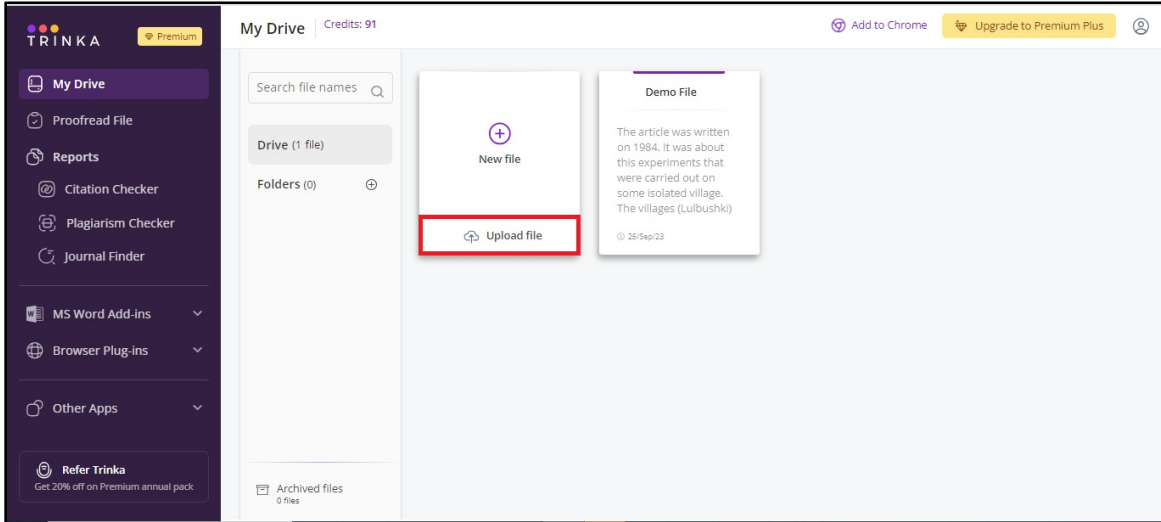 TRINKA
Premium
My Drive
Proofread File
Reports
Citation Checker
Plagiarism Checker
Journal Finder
MS Word Add-ins
Browser Plug-ins
Other Apps
Refer Trinka
Get 20% off on Premium annual pack
My Drive
Credits: 91
Add to Chrome
Upgrade to Premium Plus
Search file names
Drive (1 file)
Folders (0)
Archived files
0 files
New file
Upload file
Demo File
The article was written
on 1984. It was about
this experiments that
were carried out on
some isolated village.
The villages (Lulbushki)
25/Sep/23